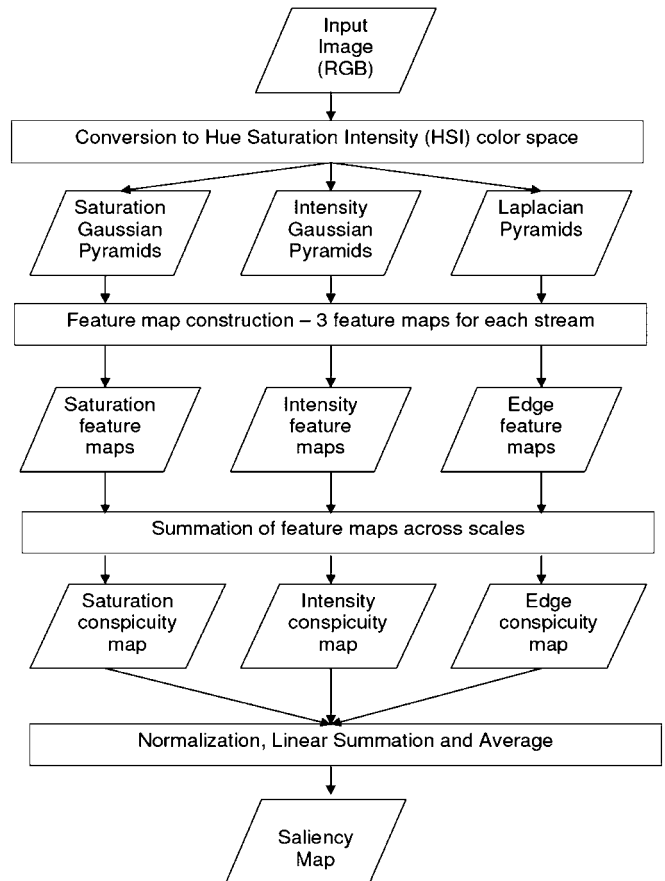 Input
Image
(RGB)
Conversion to Hue Saturation Intensity (HSI) color space
Saturation
Gaussian
Pyramids
Intensity
Gaussian
Pyramids
Laplacian
Pyramids
Feature map construction – 3 feature maps for each stream
Saturation
feature
maps
Intensity
feature
maps
Edge
feature
maps
Summation of feature maps across scales
Saturation
conspicuity
map
Intensity
conspicuity
map
Edge
conspicuity
map
Normalization, Linear Summation and Average
Saliency
Map